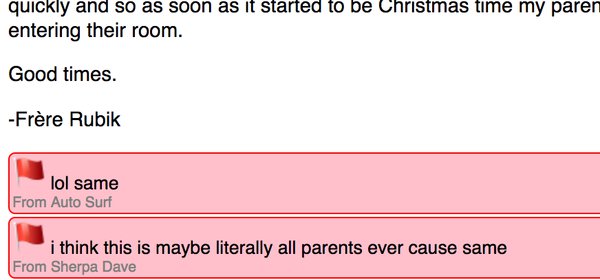 quickly and so as soon as it started to be Christmas time my paren
entering their room.
Good times.
-Frère Rubik
lol same
From Auto Surf
i think this is maybe literally all parents ever cause same
From Sherpa Dave